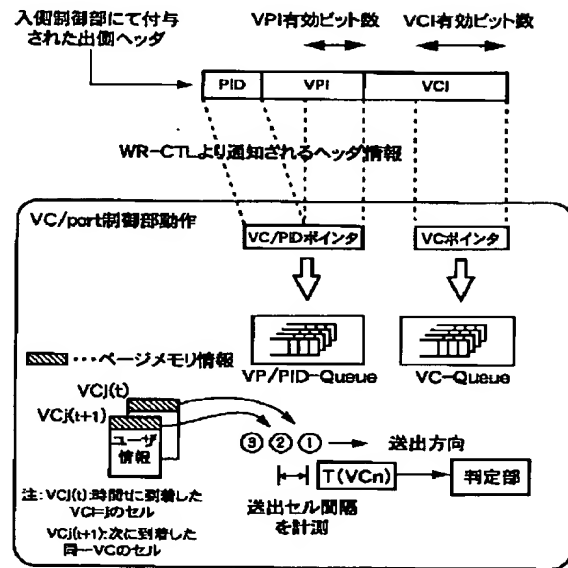 入側制御部にて付与
された出側ヘッダ
VPI有効ビット数
VCI有効ビット数
PID
VPI
VCI
WR-CTLより通知されるヘッダ情報
VC/port制御部動作
VC/PIDポインタ
VCポインタ
VP/PID-Queue
VC-Queue
・・・ページメモリ情報
VCj(t)
VCj(t+1)
ユーザ
情報
③ ② ①
送出方向
T(VCn)
判定部
送出セル間隔
を計測
注:VCj(t):時間tに到着した
VCI=jのセル
VCj(t+1):次に到着した
同一VCのセル